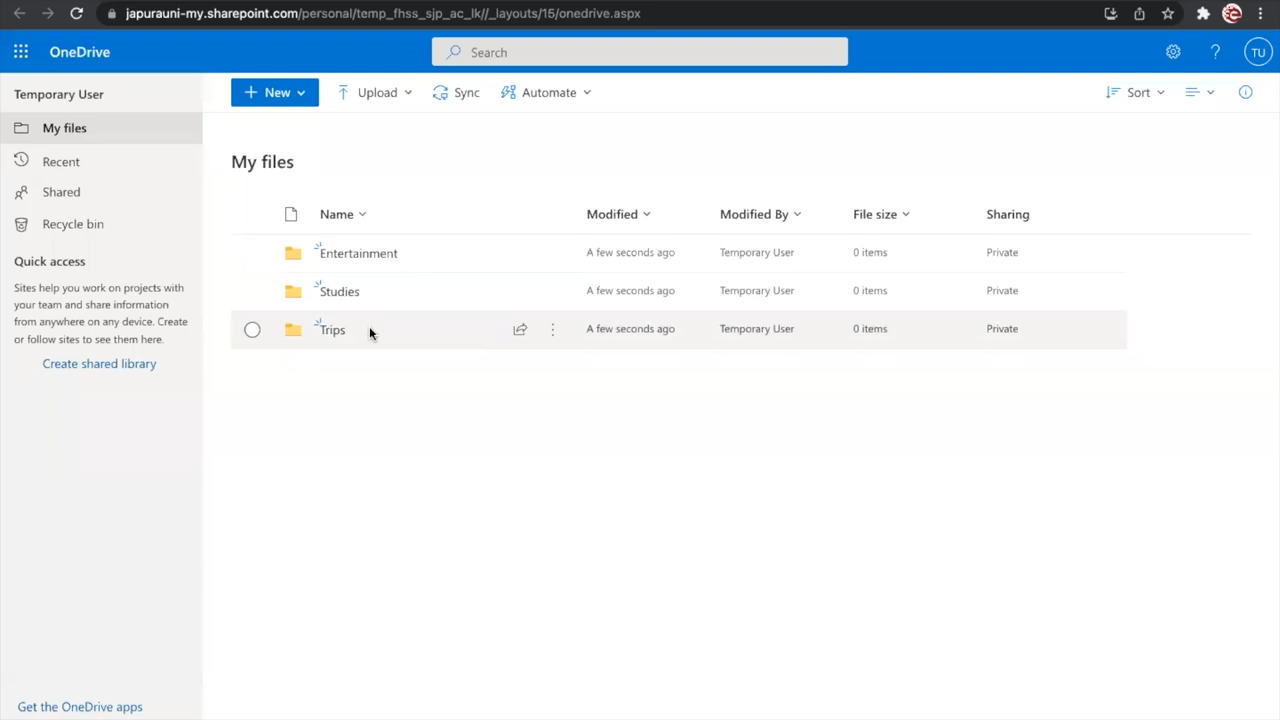 japurauni-my.sharepoint.com/personal/temp_fhss_sjp_ac_lk//_layouts/15/onedrive.aspx
OneDrive
Search
?
TU
Temporary User
New
Upload
Sync
Automate
Sort
My files
Recent
Shared
Recycle bin
Quick access
Sites help you work on projects with
your team and share information
from anywhere on any device. Create
or follow sites to see them here.
Create shared library
My files
Name Modified Modified By File size Sharing
Entertainment A few seconds ago Temporary User 0 items Private
Studies A few seconds ago Temporary User 0 items Private
Trips A few seconds ago Temporary User 0 items Private
Get the OneDrive apps